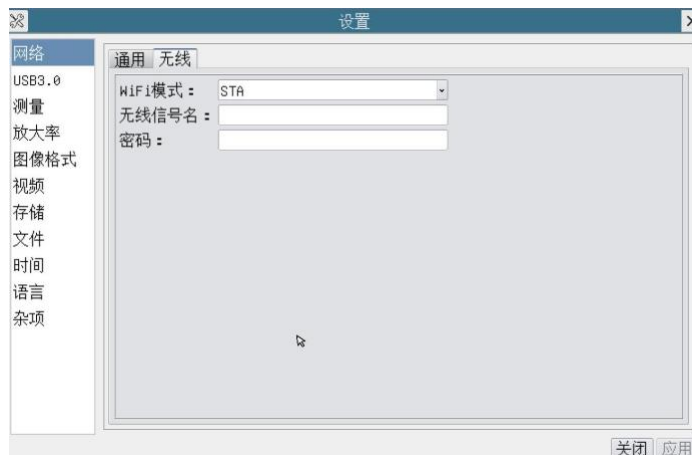 设置
网络
USB3.0
测量
放大率
图像格式
视频
存储
文件
时间
语言
杂项
通用 无线
WiFi模式： STA
无线信号名：
密码：
关闭 应用